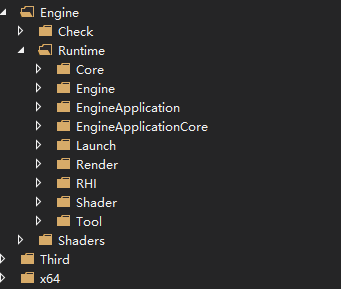 Engine
Check
Runtime
Core
Engine
EngineApplication
EngineApplicationCore
Launch
Render
RHI
Shader
Tool
Shaders
Third
x64